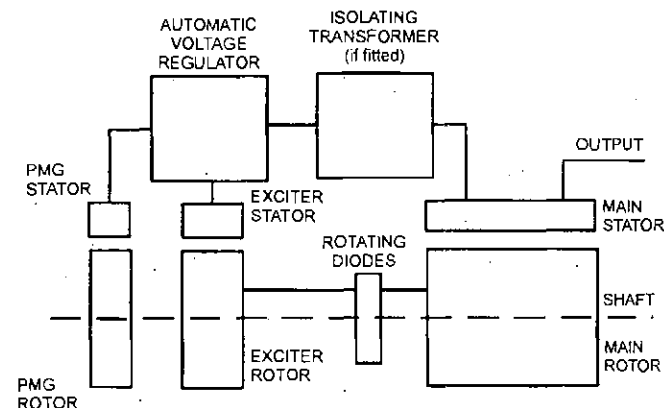 AUTOMATIC
VOLTAGE
REGULATOR
ISOLATING
TRANSFORMER
(if fitted)
OUTPUT
PMG
STATOR
EXCITER
STATOR
MAIN
STATOR
ROTATING
DIODES
SHAFT
EXCITER
ROTOR
MAIN
ROTOR
PMG
ROTOR